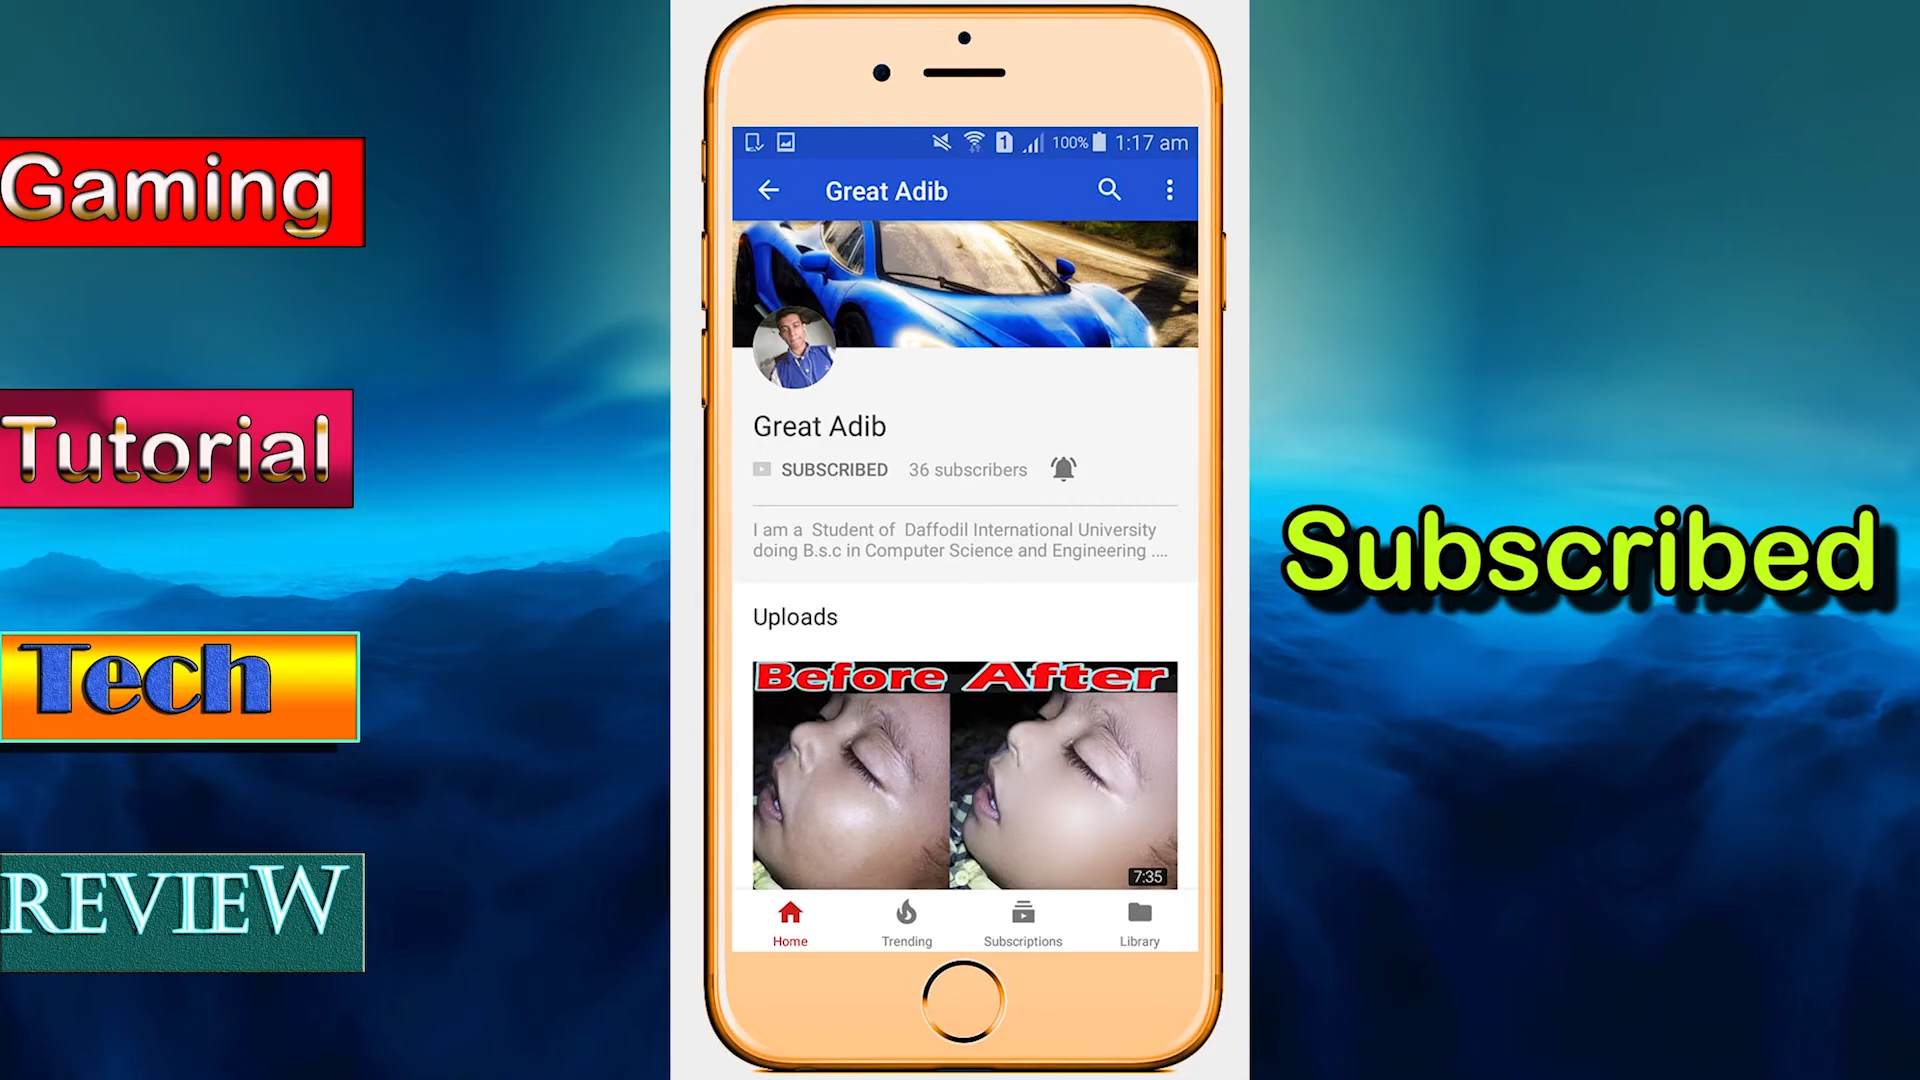 Gaming
Tutorial
Tech
REVIEW
1 100% 1:17 am
Great Adib
Great Adib
SUBSCRIBED 36 subscribers
I am a Student of Daffodil International University
doing B.s.c in Computer Science and Engineering ....
Uploads
Before After
7:35
Home Trending Subscriptions Library
Subscribed